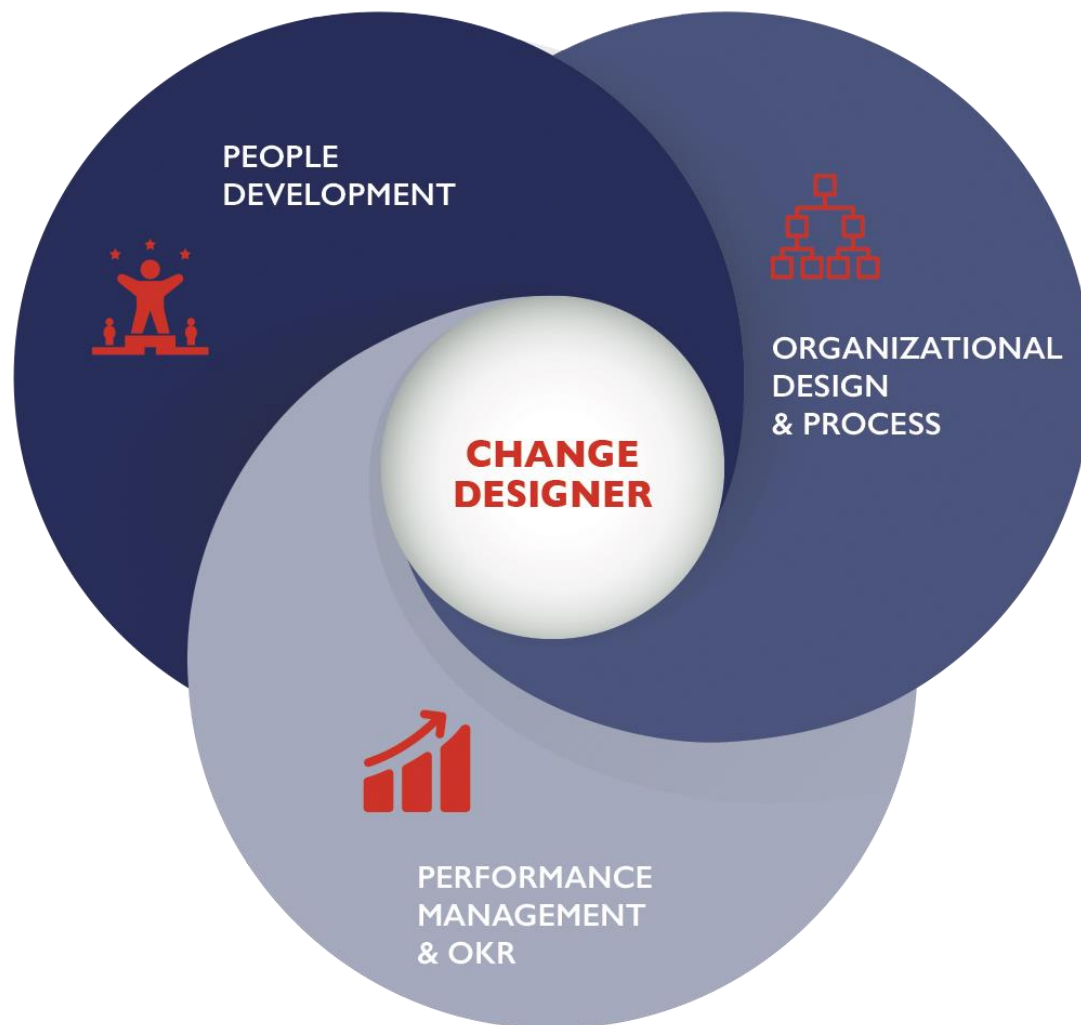 PEOPLE
DEVELOPMENT
ORGANIZATIONAL
DESIGN
& PROCESS
CHANGE
DESIGNER
PERFORMANCE
MANAGEMENT
& OKR